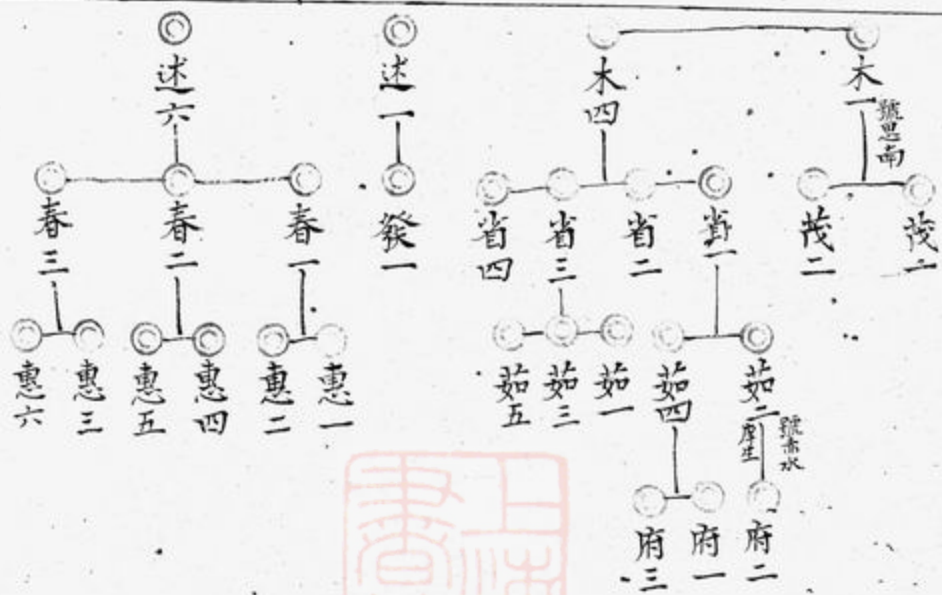 木一 號思南
木四
述一
述六
茂一
茂二
省一
省二
省三
省四
發一
春一
春二
春三
茹二 號赤水 庠生
茹四
茹一
茹三
茹五
惠一
惠二
惠四
惠五
惠三
惠六
府二
府一
府三
上海